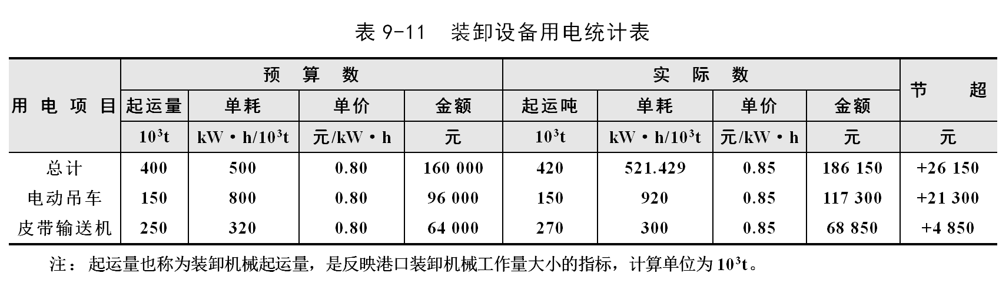 表 9-11 装卸设备用电统计表
用电项目 预算数 实际数 节超
起运量 单耗 单价 金额 起运吨 单耗 单价 金额
10³t kW·h/10³t 元/kW·h 元 10³t kW·h/10³t 元/kW·h 元 元
总计 400 500 0.80 160 000 420 521.429 0.85 186 150 +26 150
电动吊车 150 800 0.80 96 000 150 920 0.85 117 300 +21 300
皮带输送机 250 320 0.80 64 000 270 300 0.85 68 850 +4 850
注：起运量也称为装卸机械起运量，是反映港口装卸机械工作量大小的指标，计算单位为 10³t。